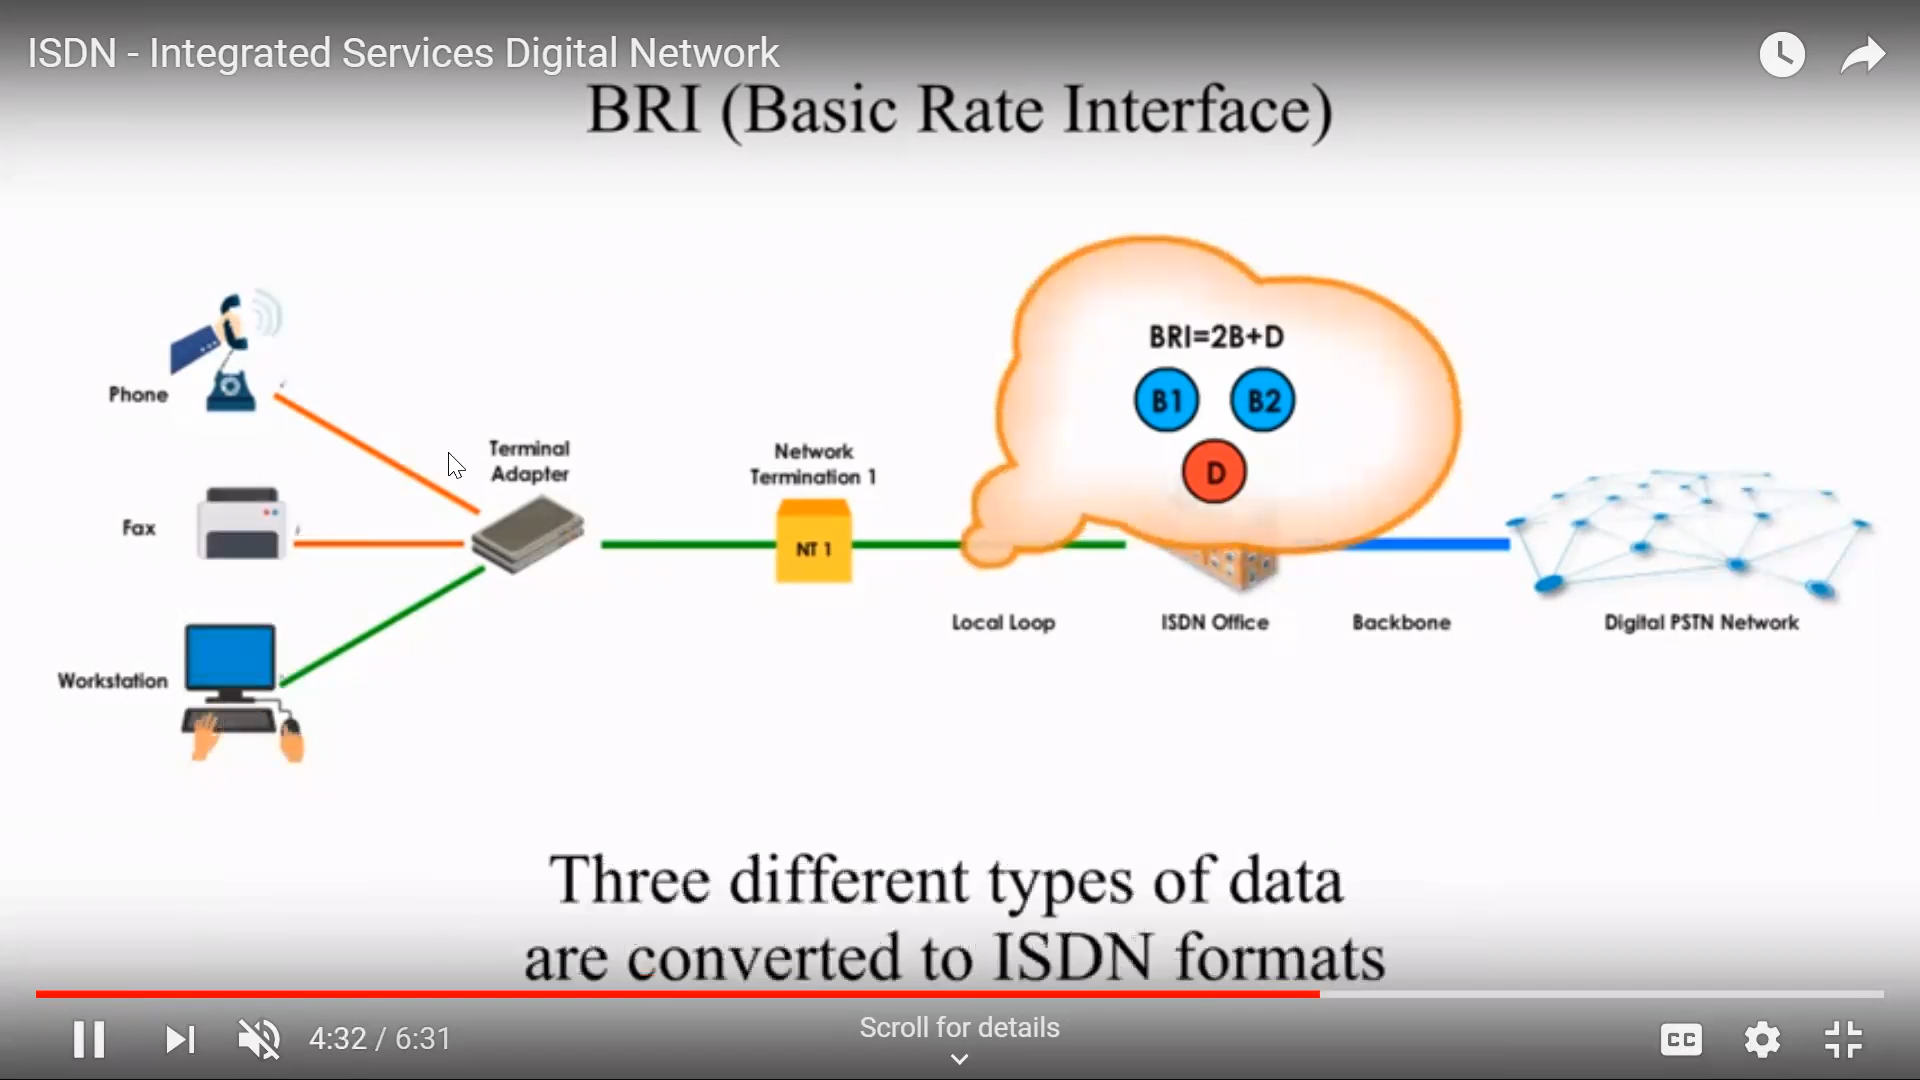 ISDN - Integrated Services Digital Network
BRI (Basic Rate Interface)
BRI=2B+D
B1 B2
D
Phone
Terminal
Adapter
Network
Termination 1
Fax
NT 1
Local Loop
ISDN Office
Backbone
Digital PSTN Network
Workstation
Three different types of data
are converted to ISDN formats
4:32 / 6:31
Scroll for details
CC